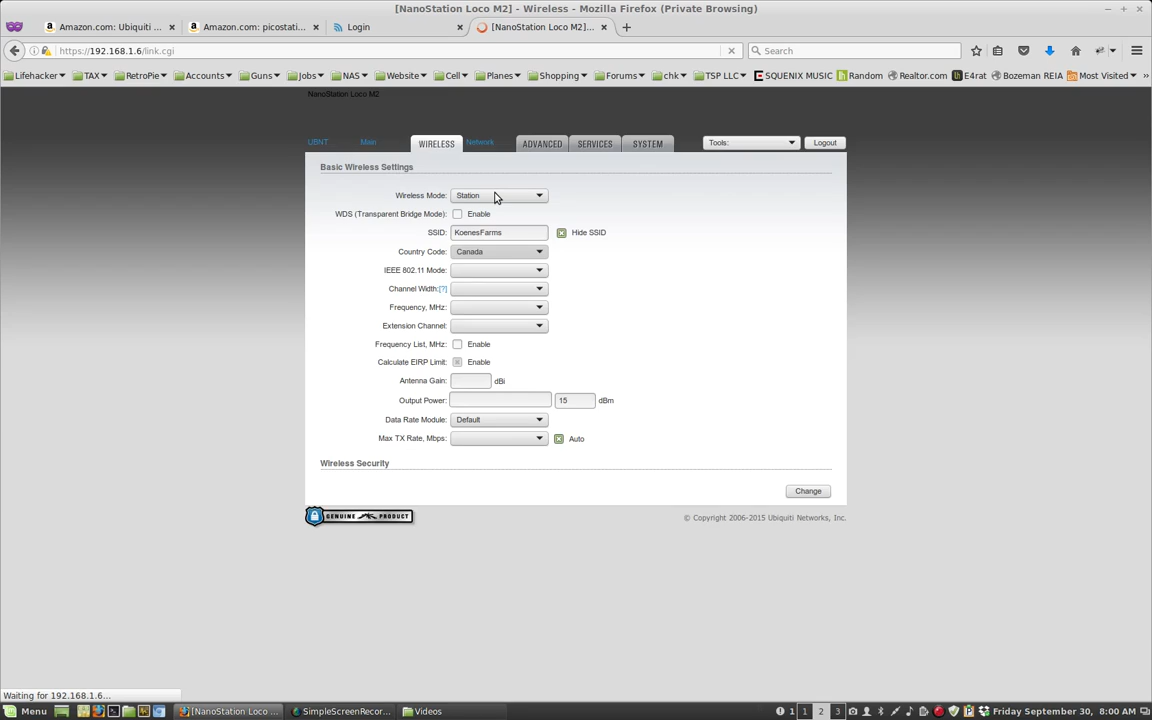 [NanoStation Loco M2] - Wireless - Mozilla Firefox (Private Browsing)
Amazon.com: Ubiquiti ...
Amazon.com: picostati...
Login
[NanoStation Loco M2]...
https://192.168.1.6/link.cgi
Search
Lifehacker TAX RetroPie Accounts Guns Jobs NAS Website Cell Planes Shopping Forums chk TSP LLC SQUENIX MUSIC Random Realtor.com E4rat Bozeman REIA Most Visited »
NanoStation Loco M2
UBNT Main WIRELESS Network ADVANCED SERVICES SYSTEM Tools: Logout
Basic Wireless Settings
Wireless Mode: Station
WDS (Transparent Bridge Mode): Enable
SSID: KoenesFarms Hide SSID
Country Code: Canada
IEEE 802.11 Mode:
Channel Width:[?]
Frequency, MHz:
Extension Channel:
Frequency List, MHz: Enable
Calculate EIRP Limit: Enable
Antenna Gain: dBi
Output Power: 15 dBm
Data Rate Module: Default
Max TX Rate, Mbps: Auto
Wireless Security
Change
GENUINE PRODUCT
© Copyright 2006-2015 Ubiquiti Networks, Inc.
Waiting for 192.168.1.6...
Menu [NanoStation Loco ... SimpleScreenRecor... Videos 1 1 2 3 Friday September 30, 8:00 AM